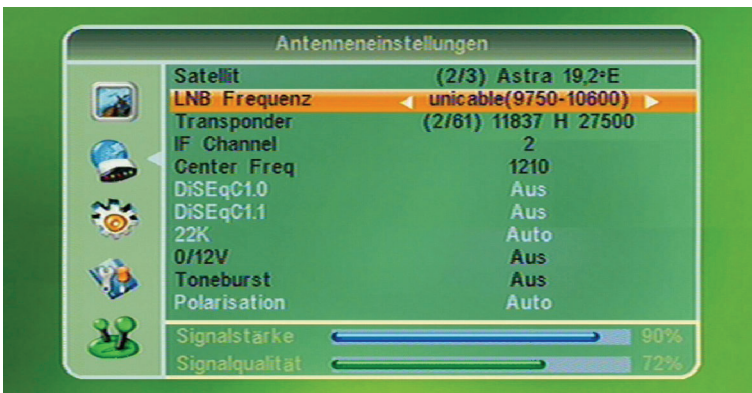 Antenneneinstellungen
Satellit (2/3) Astra 19,2°E
LNB Frequenz unicable(9750-10600)
Transponder (2/61) 11837 H 27500
IF Channel 2
Center Freq 1210
DiSEqC1.0 Aus
DiSEqC1.1 Aus
22K Auto
0/12V Aus
Toneburst Aus
Polarisation Auto
Signalstärke 90%
Signalqualität 72%